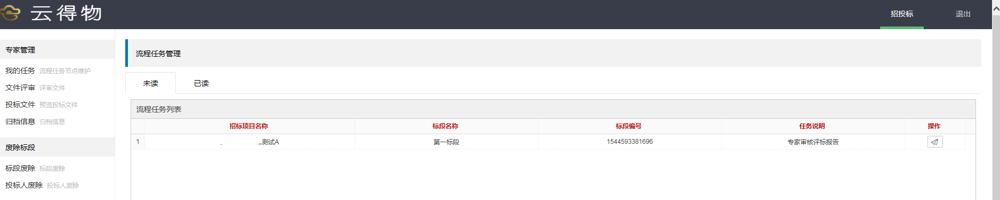 云得物
招投标 退出
专家管理
我的任务 流程任务节点维护
文件评审 评审文件
投标文件 预览投标文件
归档信息 归档信息
废除标段
标段废除 标段废除
投标人废除 投标人废除
流程任务管理
未读 已读
流程任务列表
招标项目名称 标段名称 标段编号 任务说明 操作
1 测试A 第一标段 1544593381696 专家审核评标报告